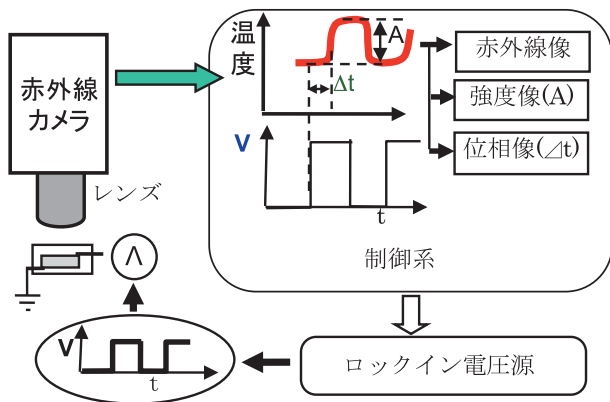 赤外線
カメラ
レンズ
温度
A
Δt
V
t
赤外線像
強度像(A)
位相像(⊿t)
制御系
Λ
V
t
ロックイン電圧源